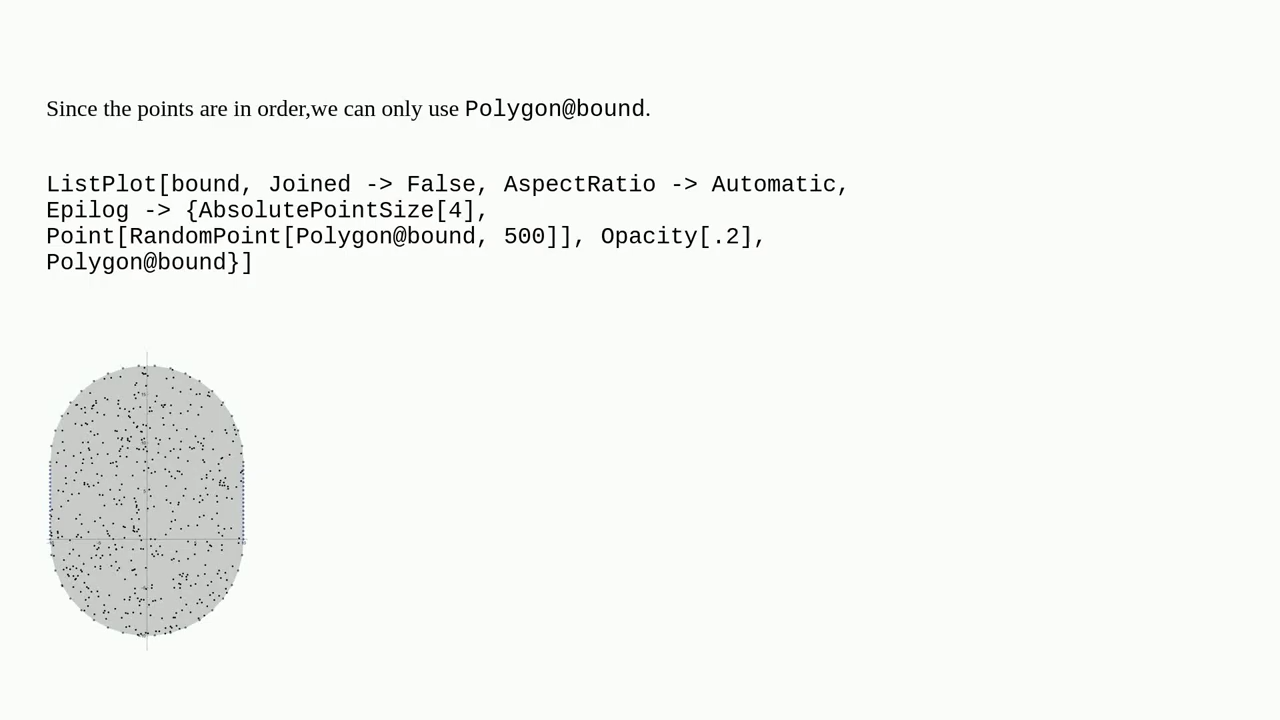 Since the points are in order,we can only use Polygon@bound.
ListPlot[bound, Joined -> False, AspectRatio -> Automatic,
Epilog -> {AbsolutePointSize[4],
Point[RandomPoint[Polygon@bound, 500]], Opacity[.2],
Polygon@bound}]